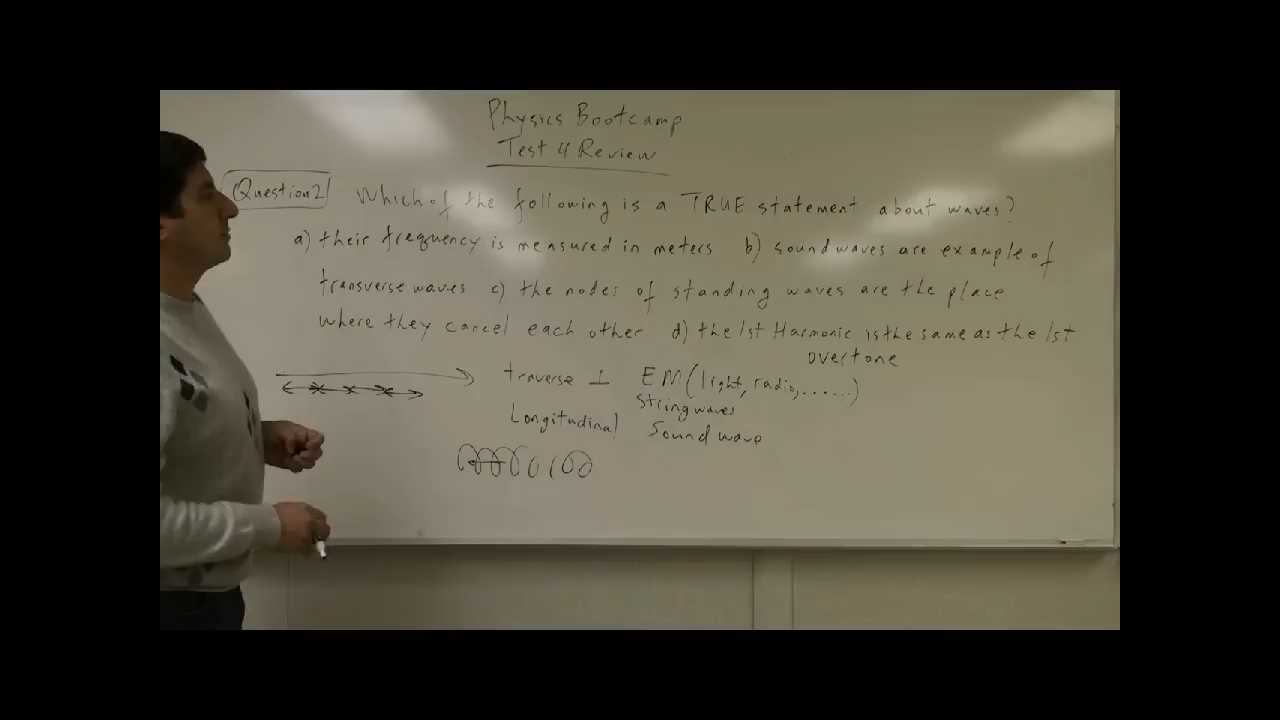 Physics Bootcamp
Test 4 Review
Question 2 Which of the following is a TRUE statement about waves?
a) their frequency is measured in meters b) sound waves are example of
transverse waves c) the nodes of standing waves are the place
where they cancel each other d) the 1st Harmonic is the same as the 1st
overtone
traverse ⊥ EM (light, radio, ......)
string waves
Longitudinal sound wave